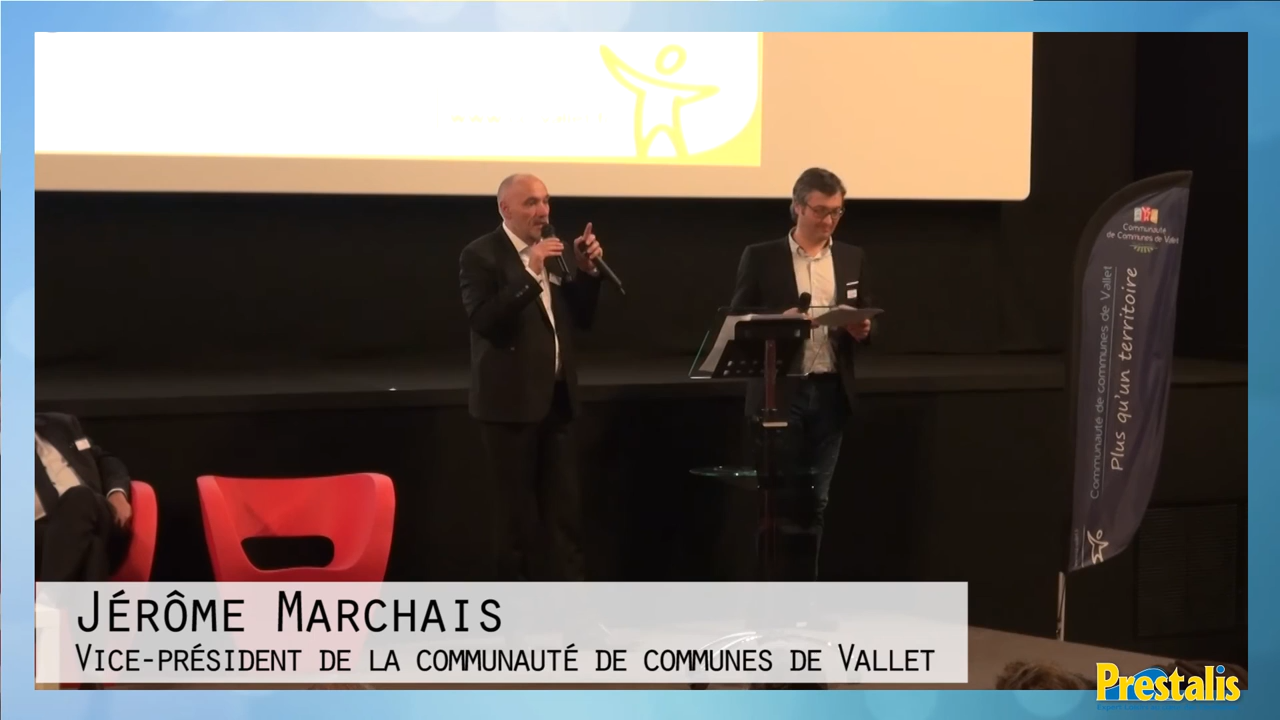 Communauté
de Communes de Vallet
Communauté de communes de Vallet
Plus qu'un territoire
Jérôme Marchais
Vice-président de la communauté de communes de Vallet
Prestalis